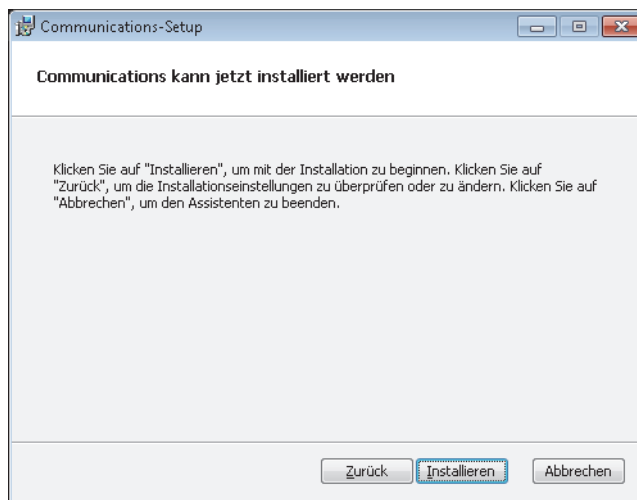 Communications-Setup
Communications kann jetzt installiert werden
Klicken Sie auf "Installieren", um mit der Installation zu beginnen. Klicken Sie auf
"Zurück", um die Installationseinstellungen zu überprüfen oder zu ändern. Klicken Sie auf
"Abbrechen", um den Assistenten zu beenden.
Zurück Installieren Abbrechen